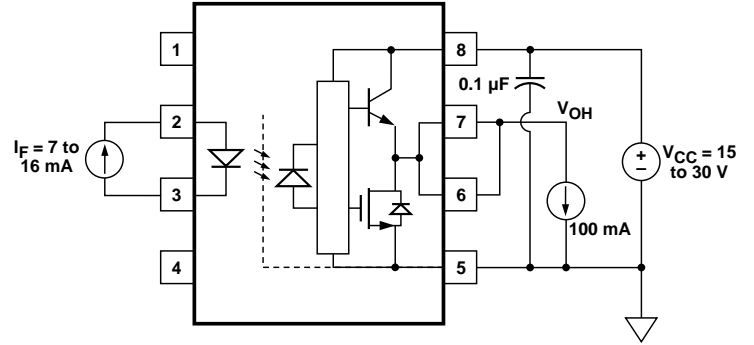 1
8
0.1 µF
2
7
V_OH
I_F = 7 to
16 mA
+
−
V_CC = 15
to 30 V
3
6
100 mA
4
5